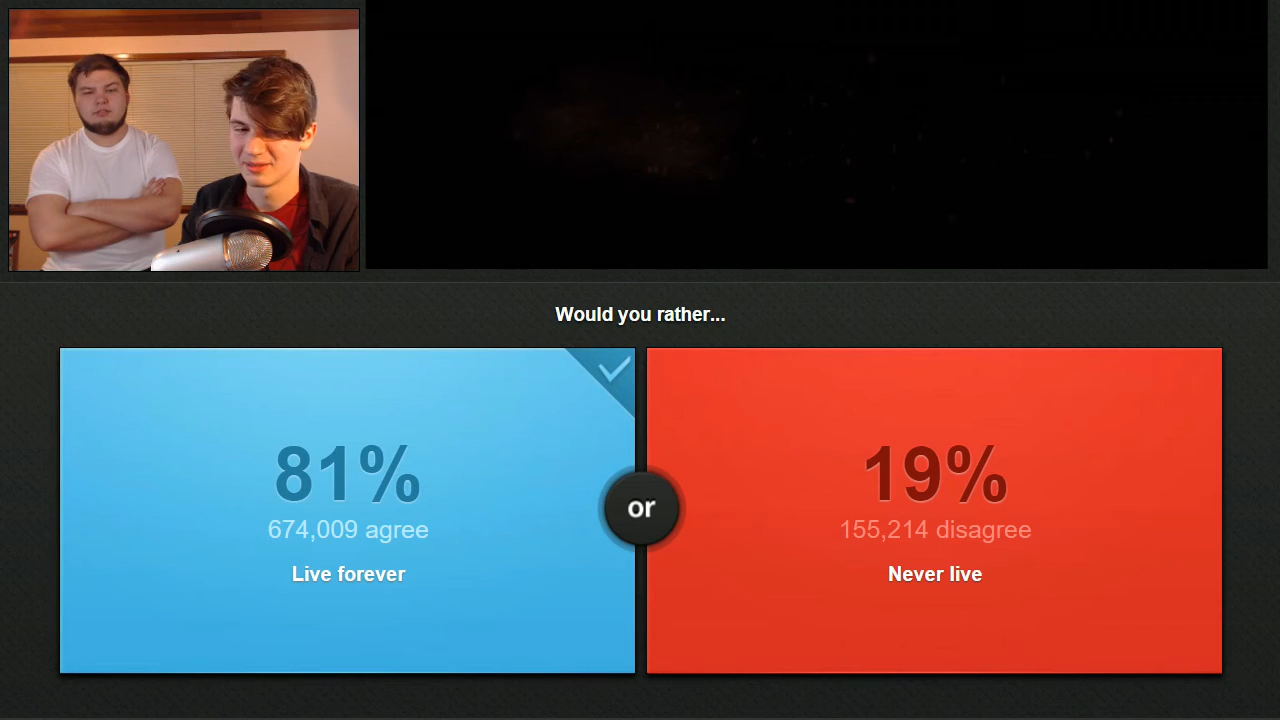 Would you rather...
81%
674,009 agree
Live forever
or
19%
155,214 disagree
Never live